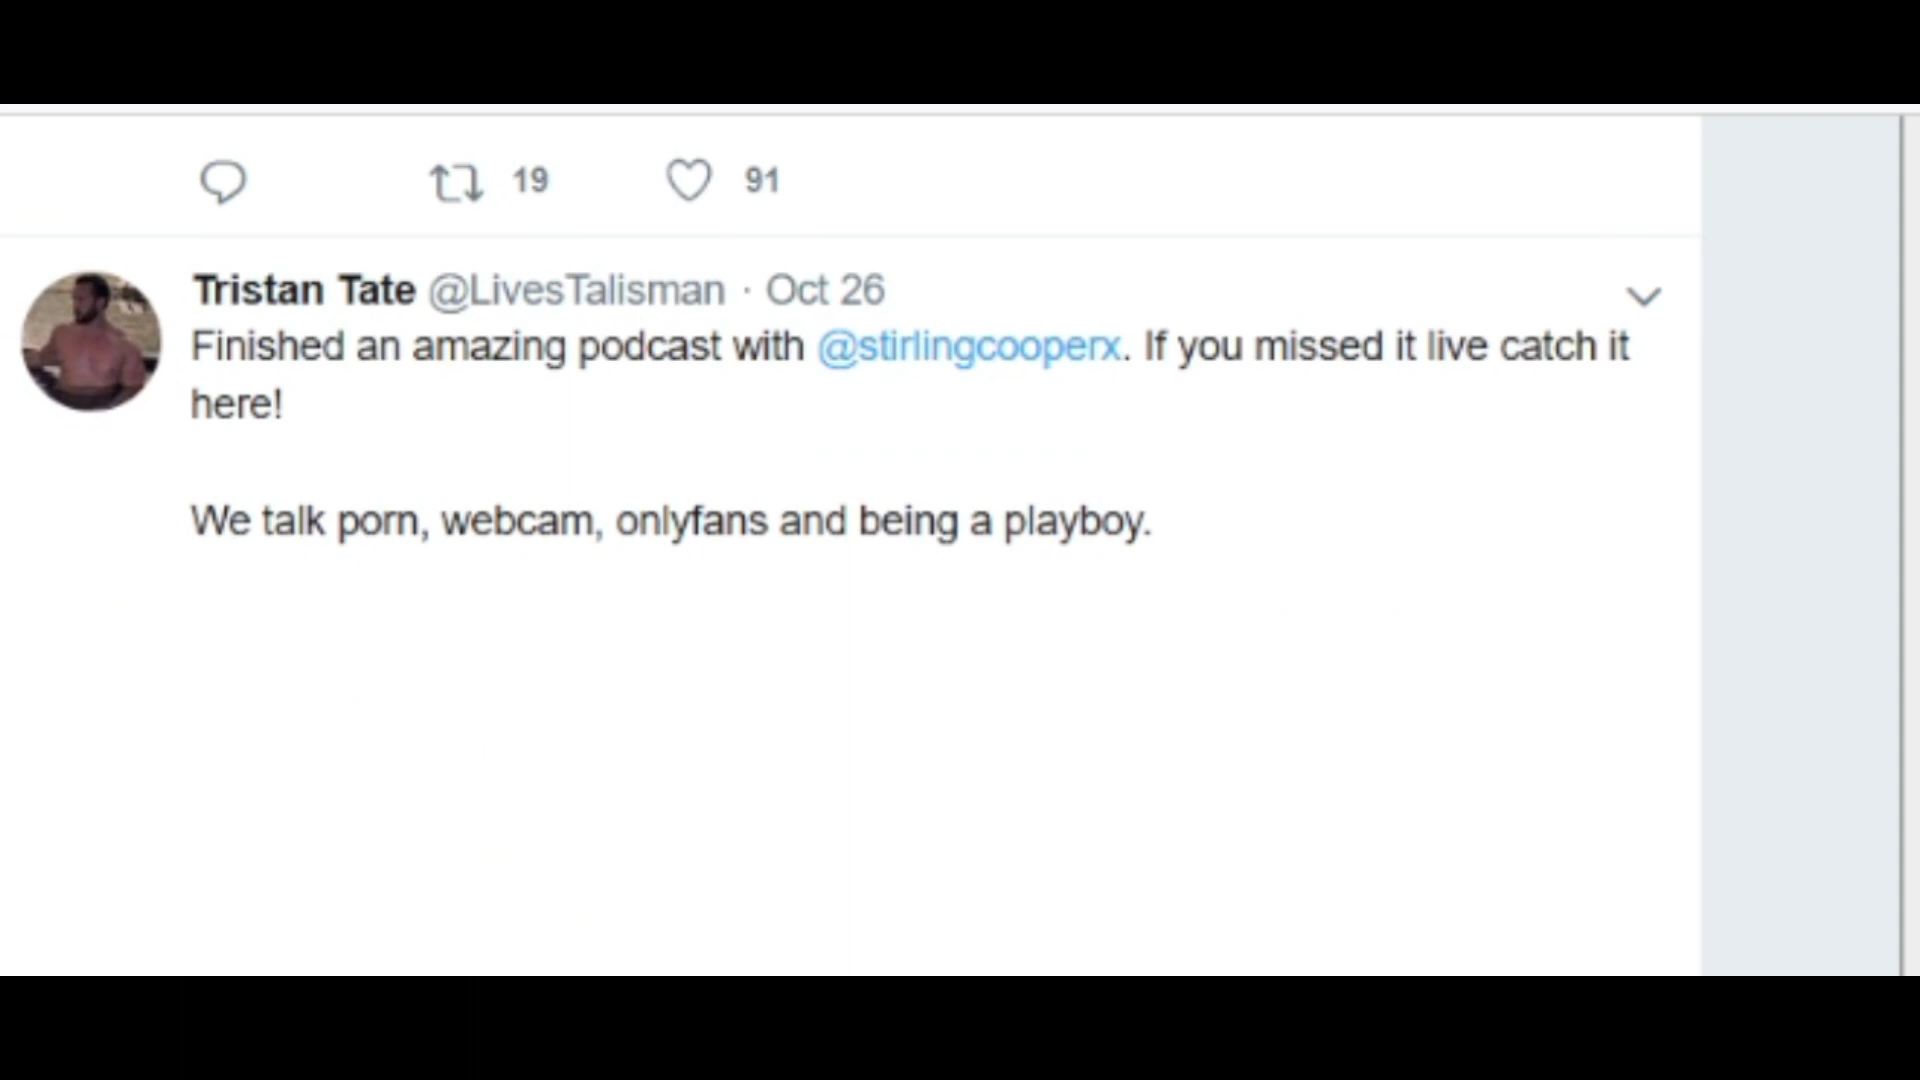 19 91
Tristan Tate @LivesTalisman · Oct 26
Finished an amazing podcast with @stirlingcooperx. If you missed it live catch it
here!
We talk porn, webcam, onlyfans and being a playboy.